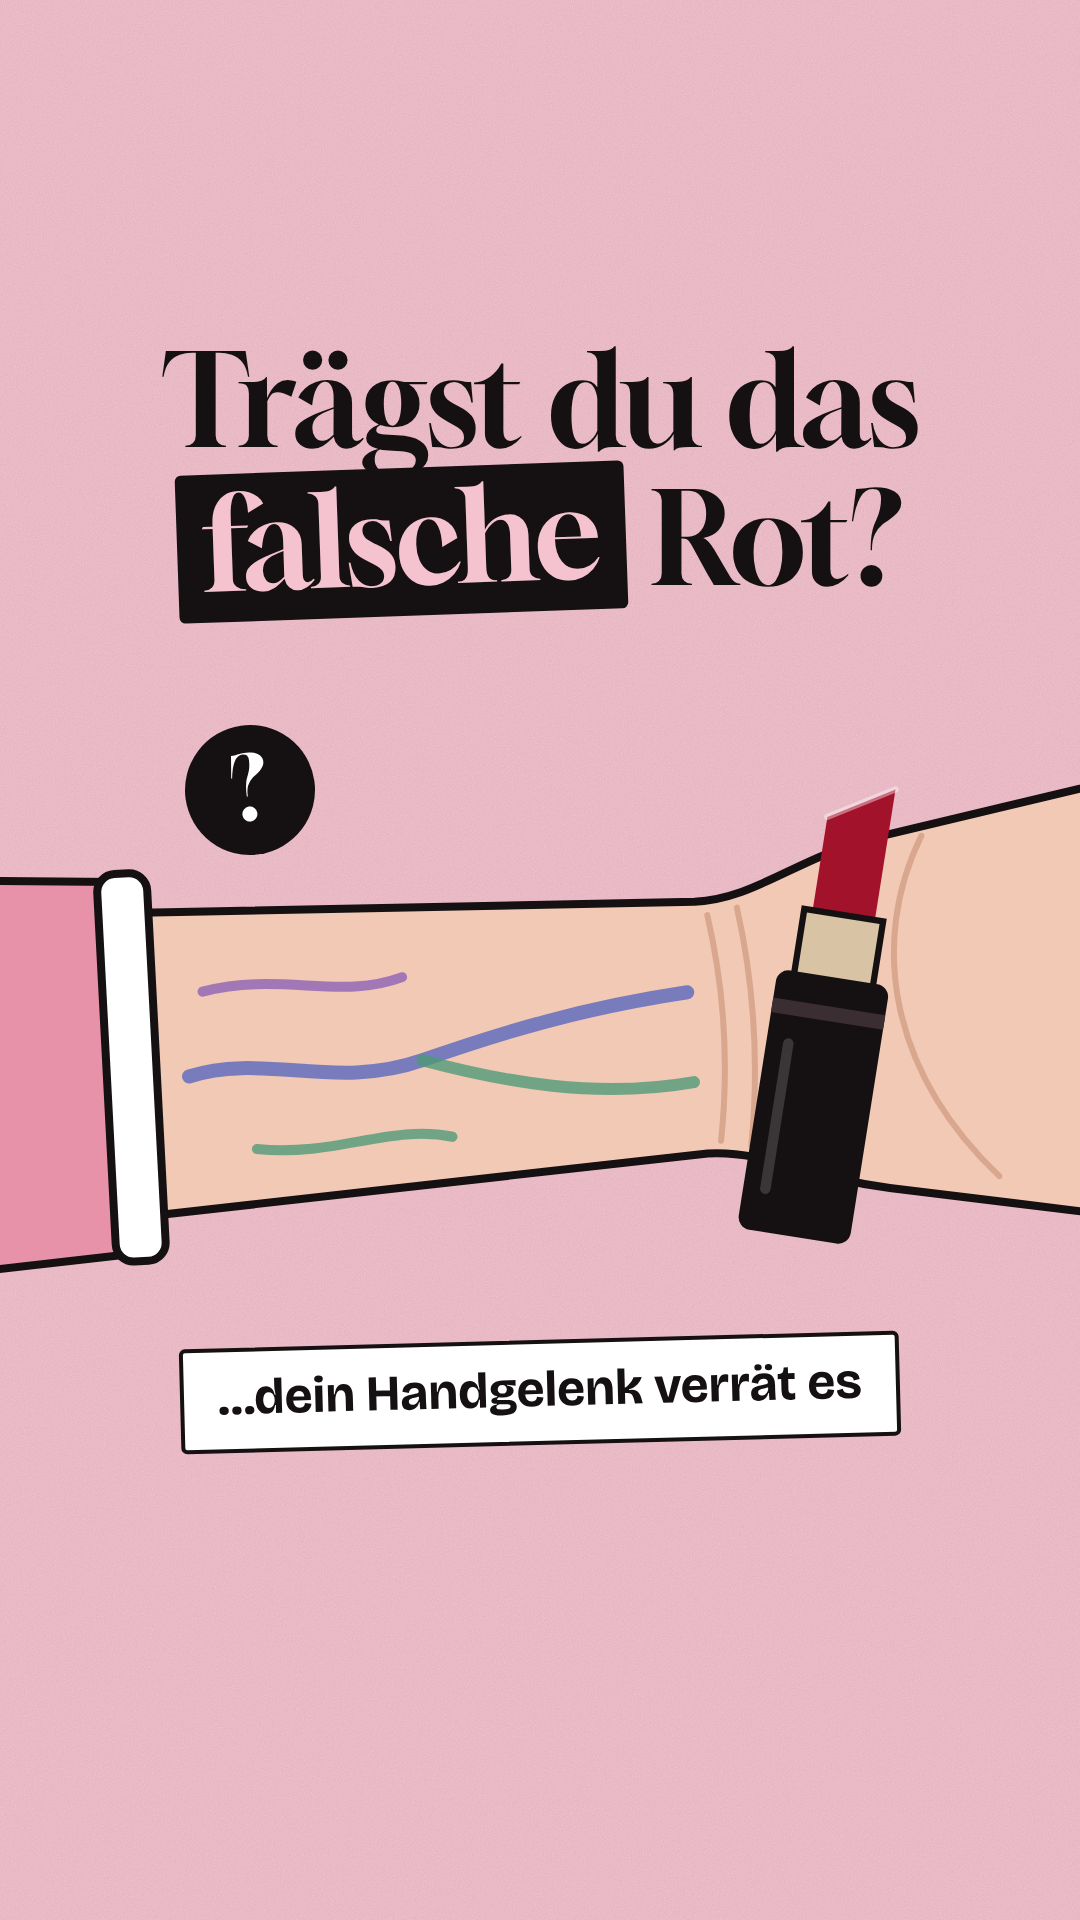 Trägst du das
falsche Rot?
?
...dein Handgelenk verrät es